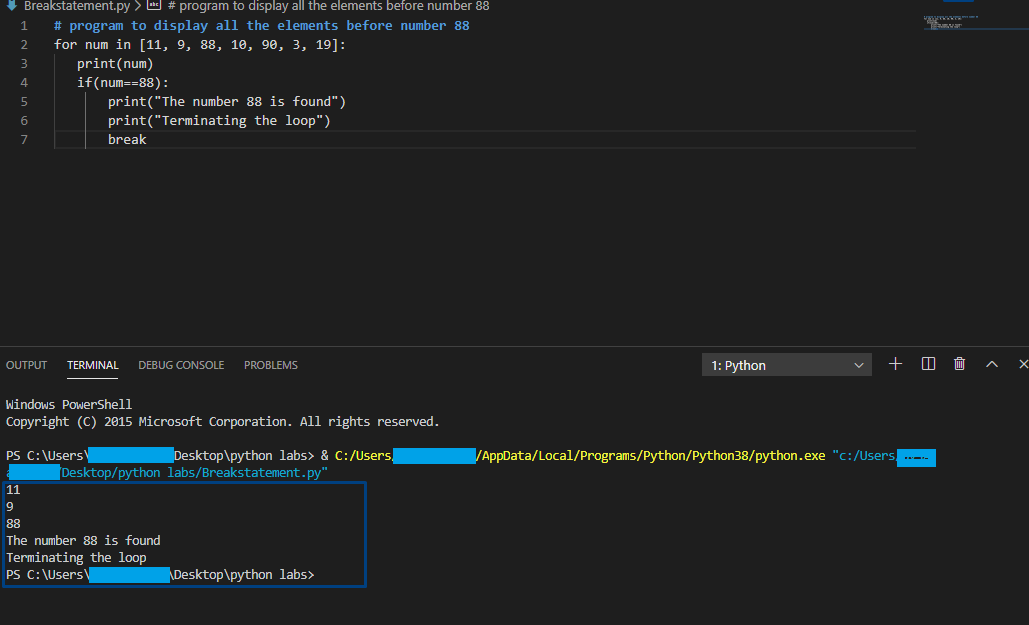 Breakstatement.py > abc # program to display all the elements before number 88
1 # program to display all the elements before number 88
2 for num in [11, 9, 88, 10, 90, 3, 19]:
3     print(num)
4     if(num==88):
5         print("The number 88 is found")
6         print("Terminating the loop")
7         break
OUTPUT TERMINAL DEBUG CONSOLE PROBLEMS 1: Python
Windows PowerShell
Copyright (C) 2015 Microsoft Corporation. All rights reserved.
PS C:\Users\ Desktop\python labs> & C:/Users/ /AppData/Local/Programs/Python/Python38/python.exe "c:/Users/
/Desktop/python labs/Breakstatement.py"
11
9
88
The number 88 is found
Terminating the loop
PS C:\Users\ \Desktop\python labs>